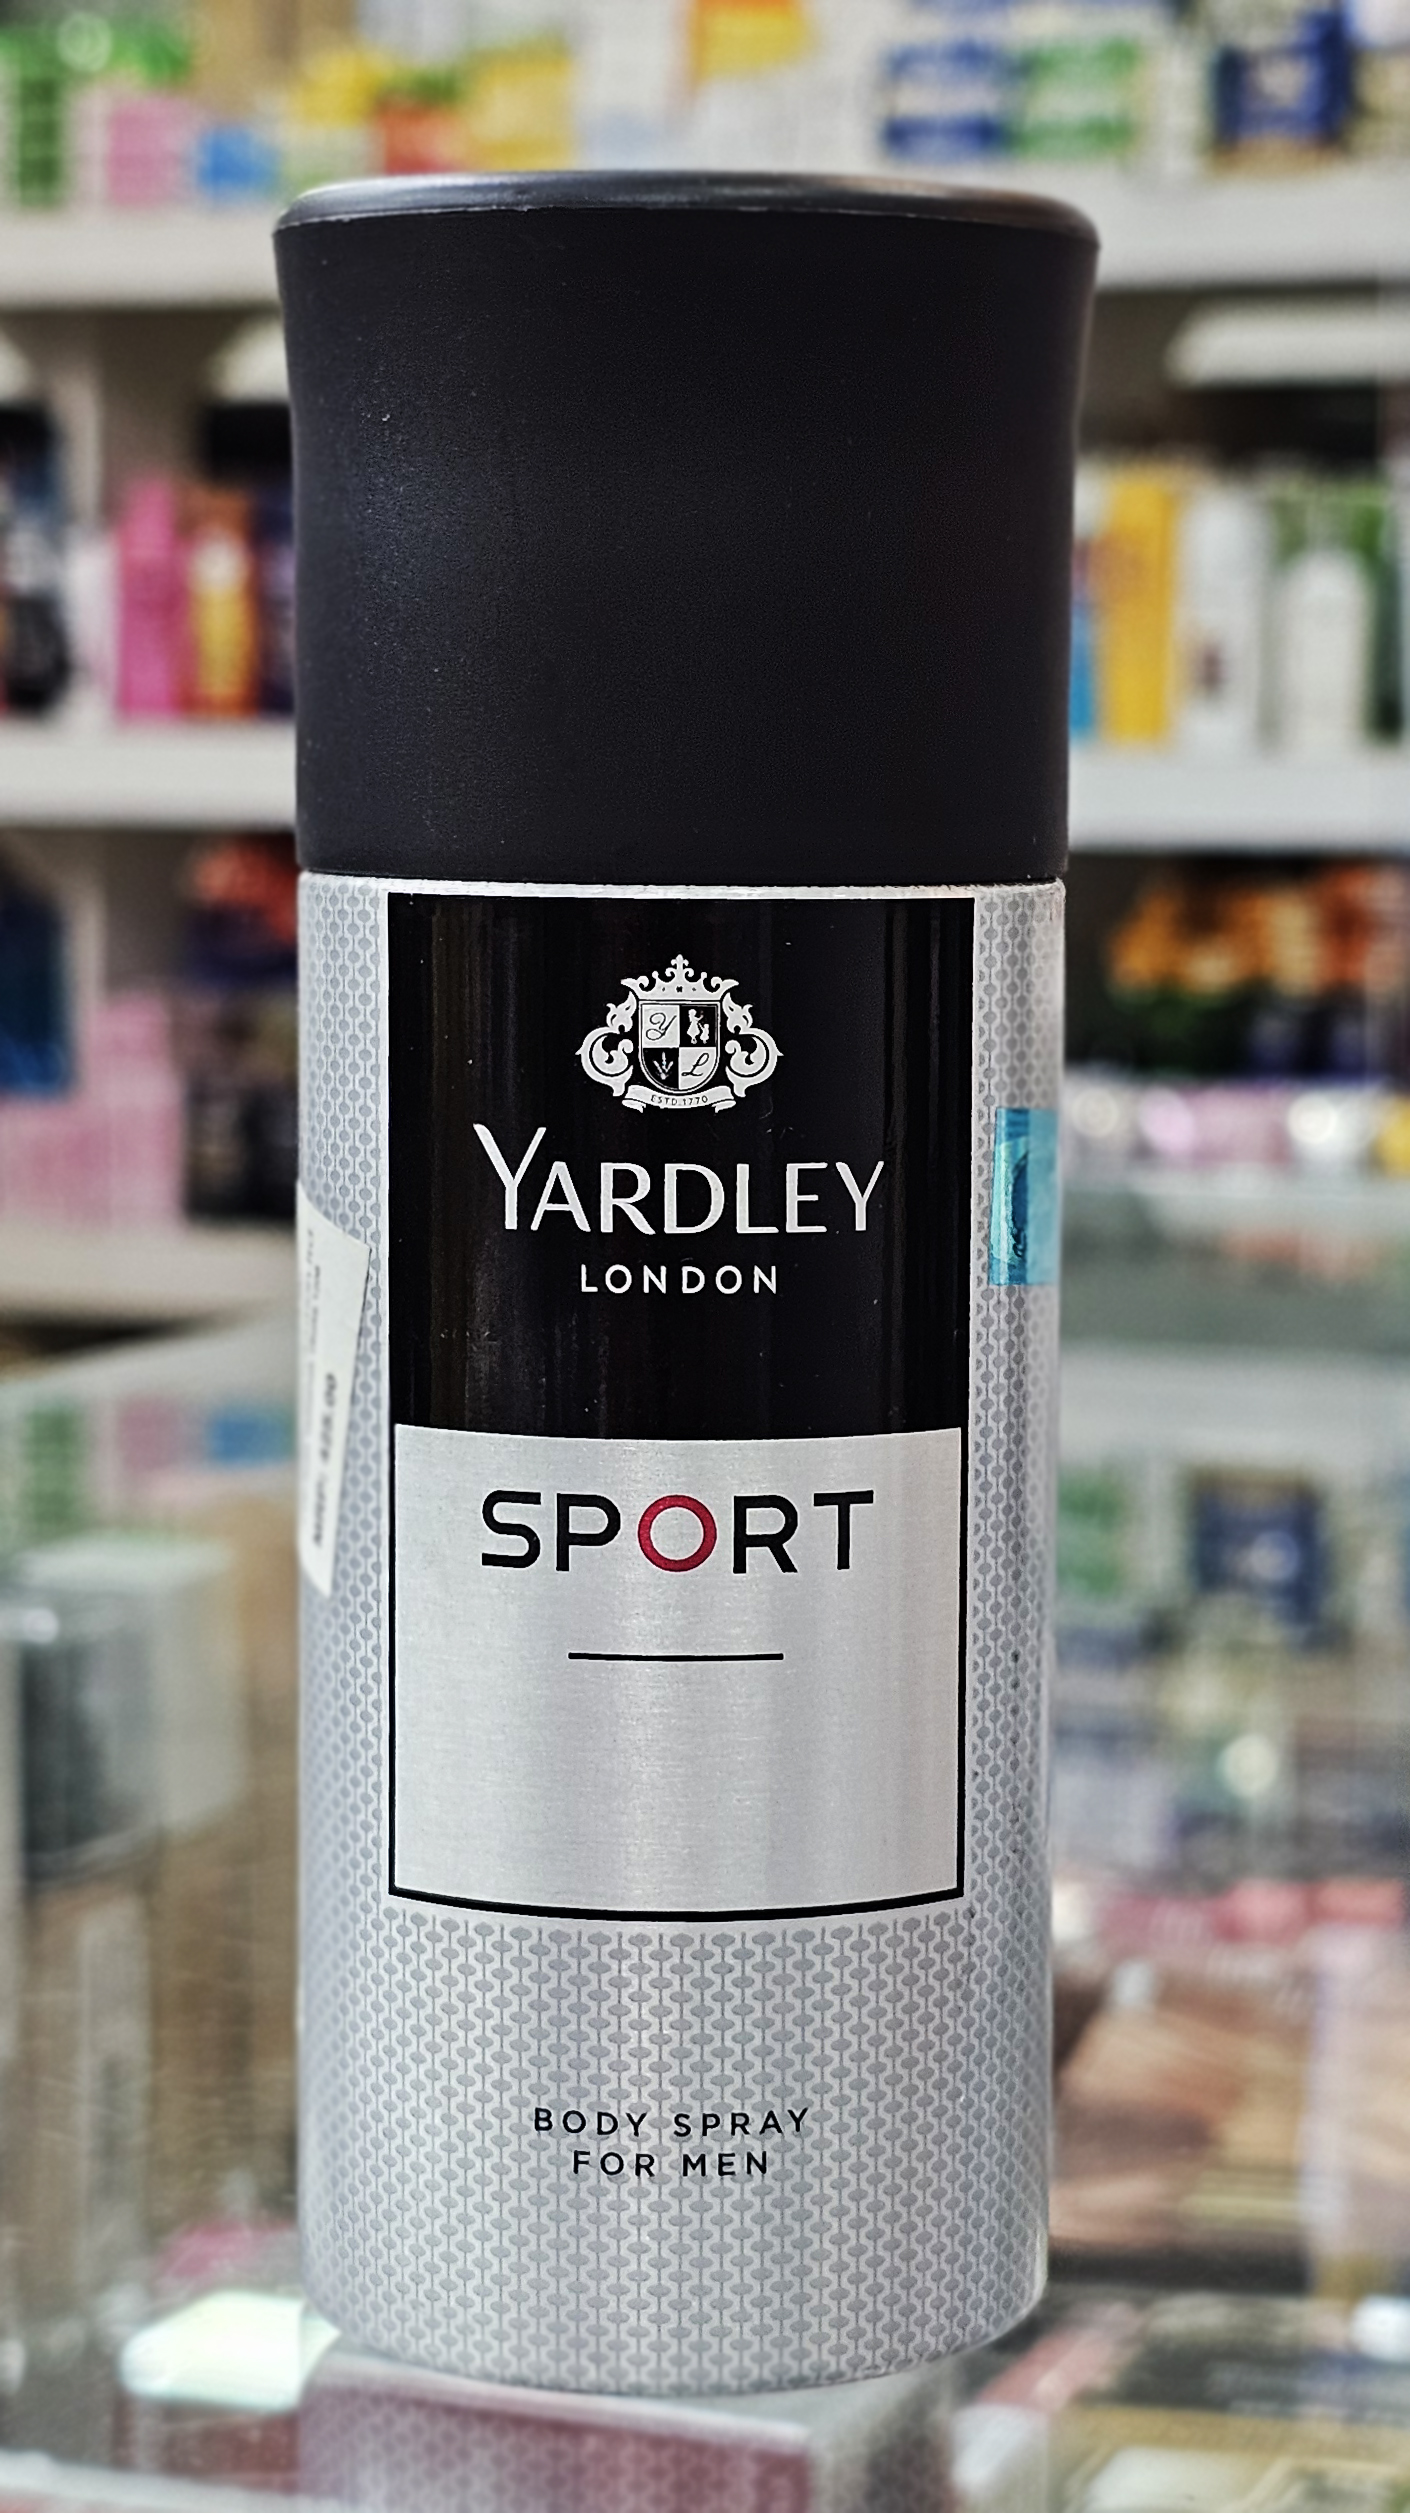 Y
L
ESTD.1770
YARDLEY
LONDON
SPORT
BODY SPRAY
FOR MEN